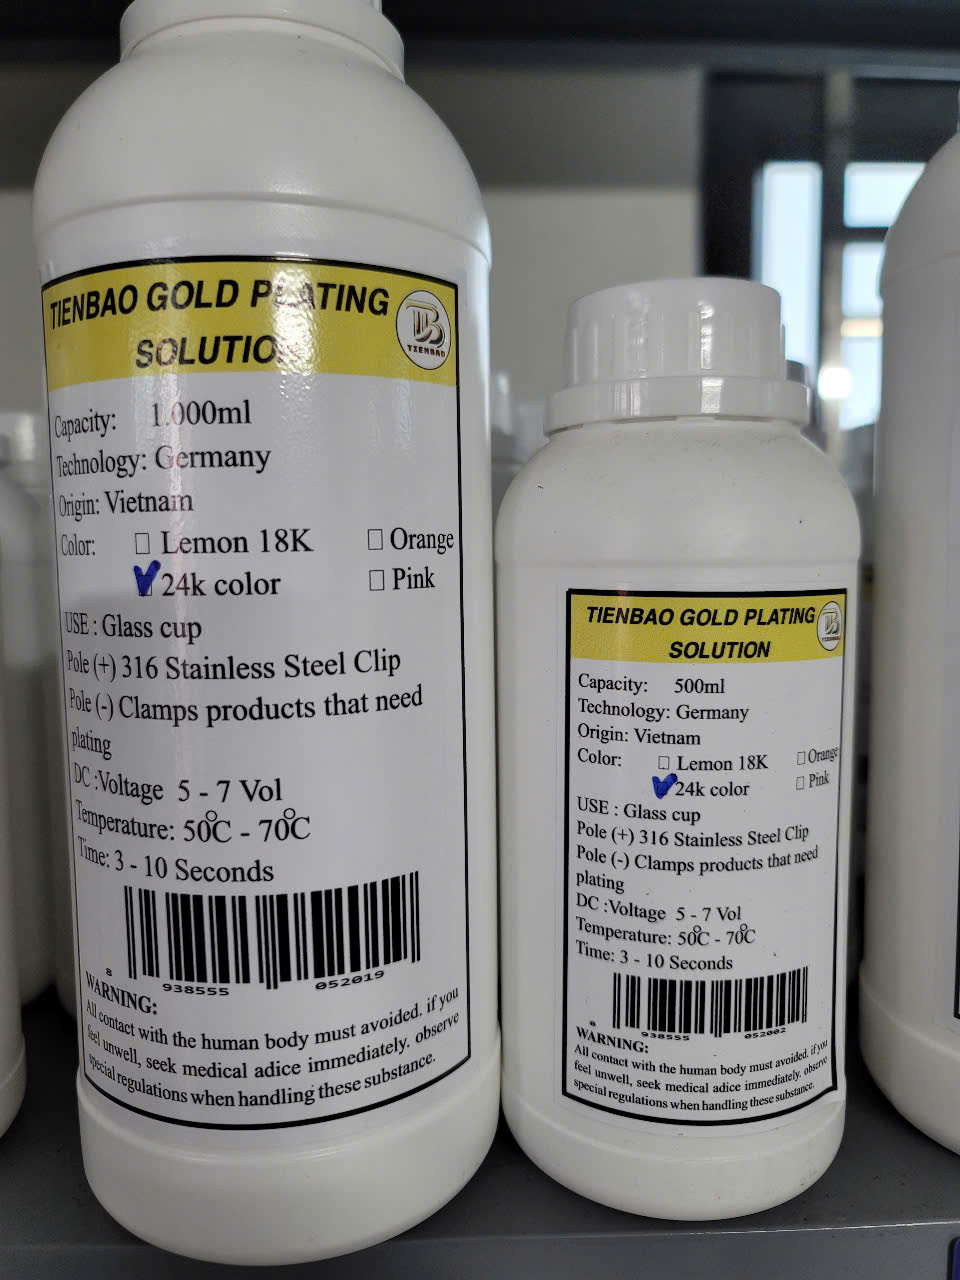 TIENBAO GOLD PLATING
SOLUTION
TB
TIENBAO
Capacity: 1.000ml
Technology: Germany
Origin: Vietnam
Color: ☐ Lemon 18K ☐ Orange
☑ 24k color ☐ Pink
USE : Glass cup
Pole (+) 316 Stainless Steel Clip
Pole (-) Clamps products that need
plating
DC :Voltage 5 - 7 Vol
Temperature: 50°C - 70°C
Time: 3 - 10 Seconds
8 938555 052019
WARNING:
All contact with the human body must avoided. if you
feel unwell, seek medical adice immediately. observe
special regulations when handling these substance.
TIENBAO GOLD PLATING
SOLUTION
TB
TIENBAO
Capacity: 500ml
Technology: Germany
Origin: Vietnam
Color: ☐ Lemon 18K ☐ Orange
☑ 24k color ☐ Pink
USE : Glass cup
Pole (+) 316 Stainless Steel Clip
Pole (-) Clamps products that need
plating
DC :Voltage 5 - 7 Vol
Temperature: 50°C - 70°C
Time: 3 - 10 Seconds
8 938555 052002
WARNING:
All contact with the human body must avoided. if you
feel unwell, seek medical adice immediately. observe
special regulations when handling these substance.